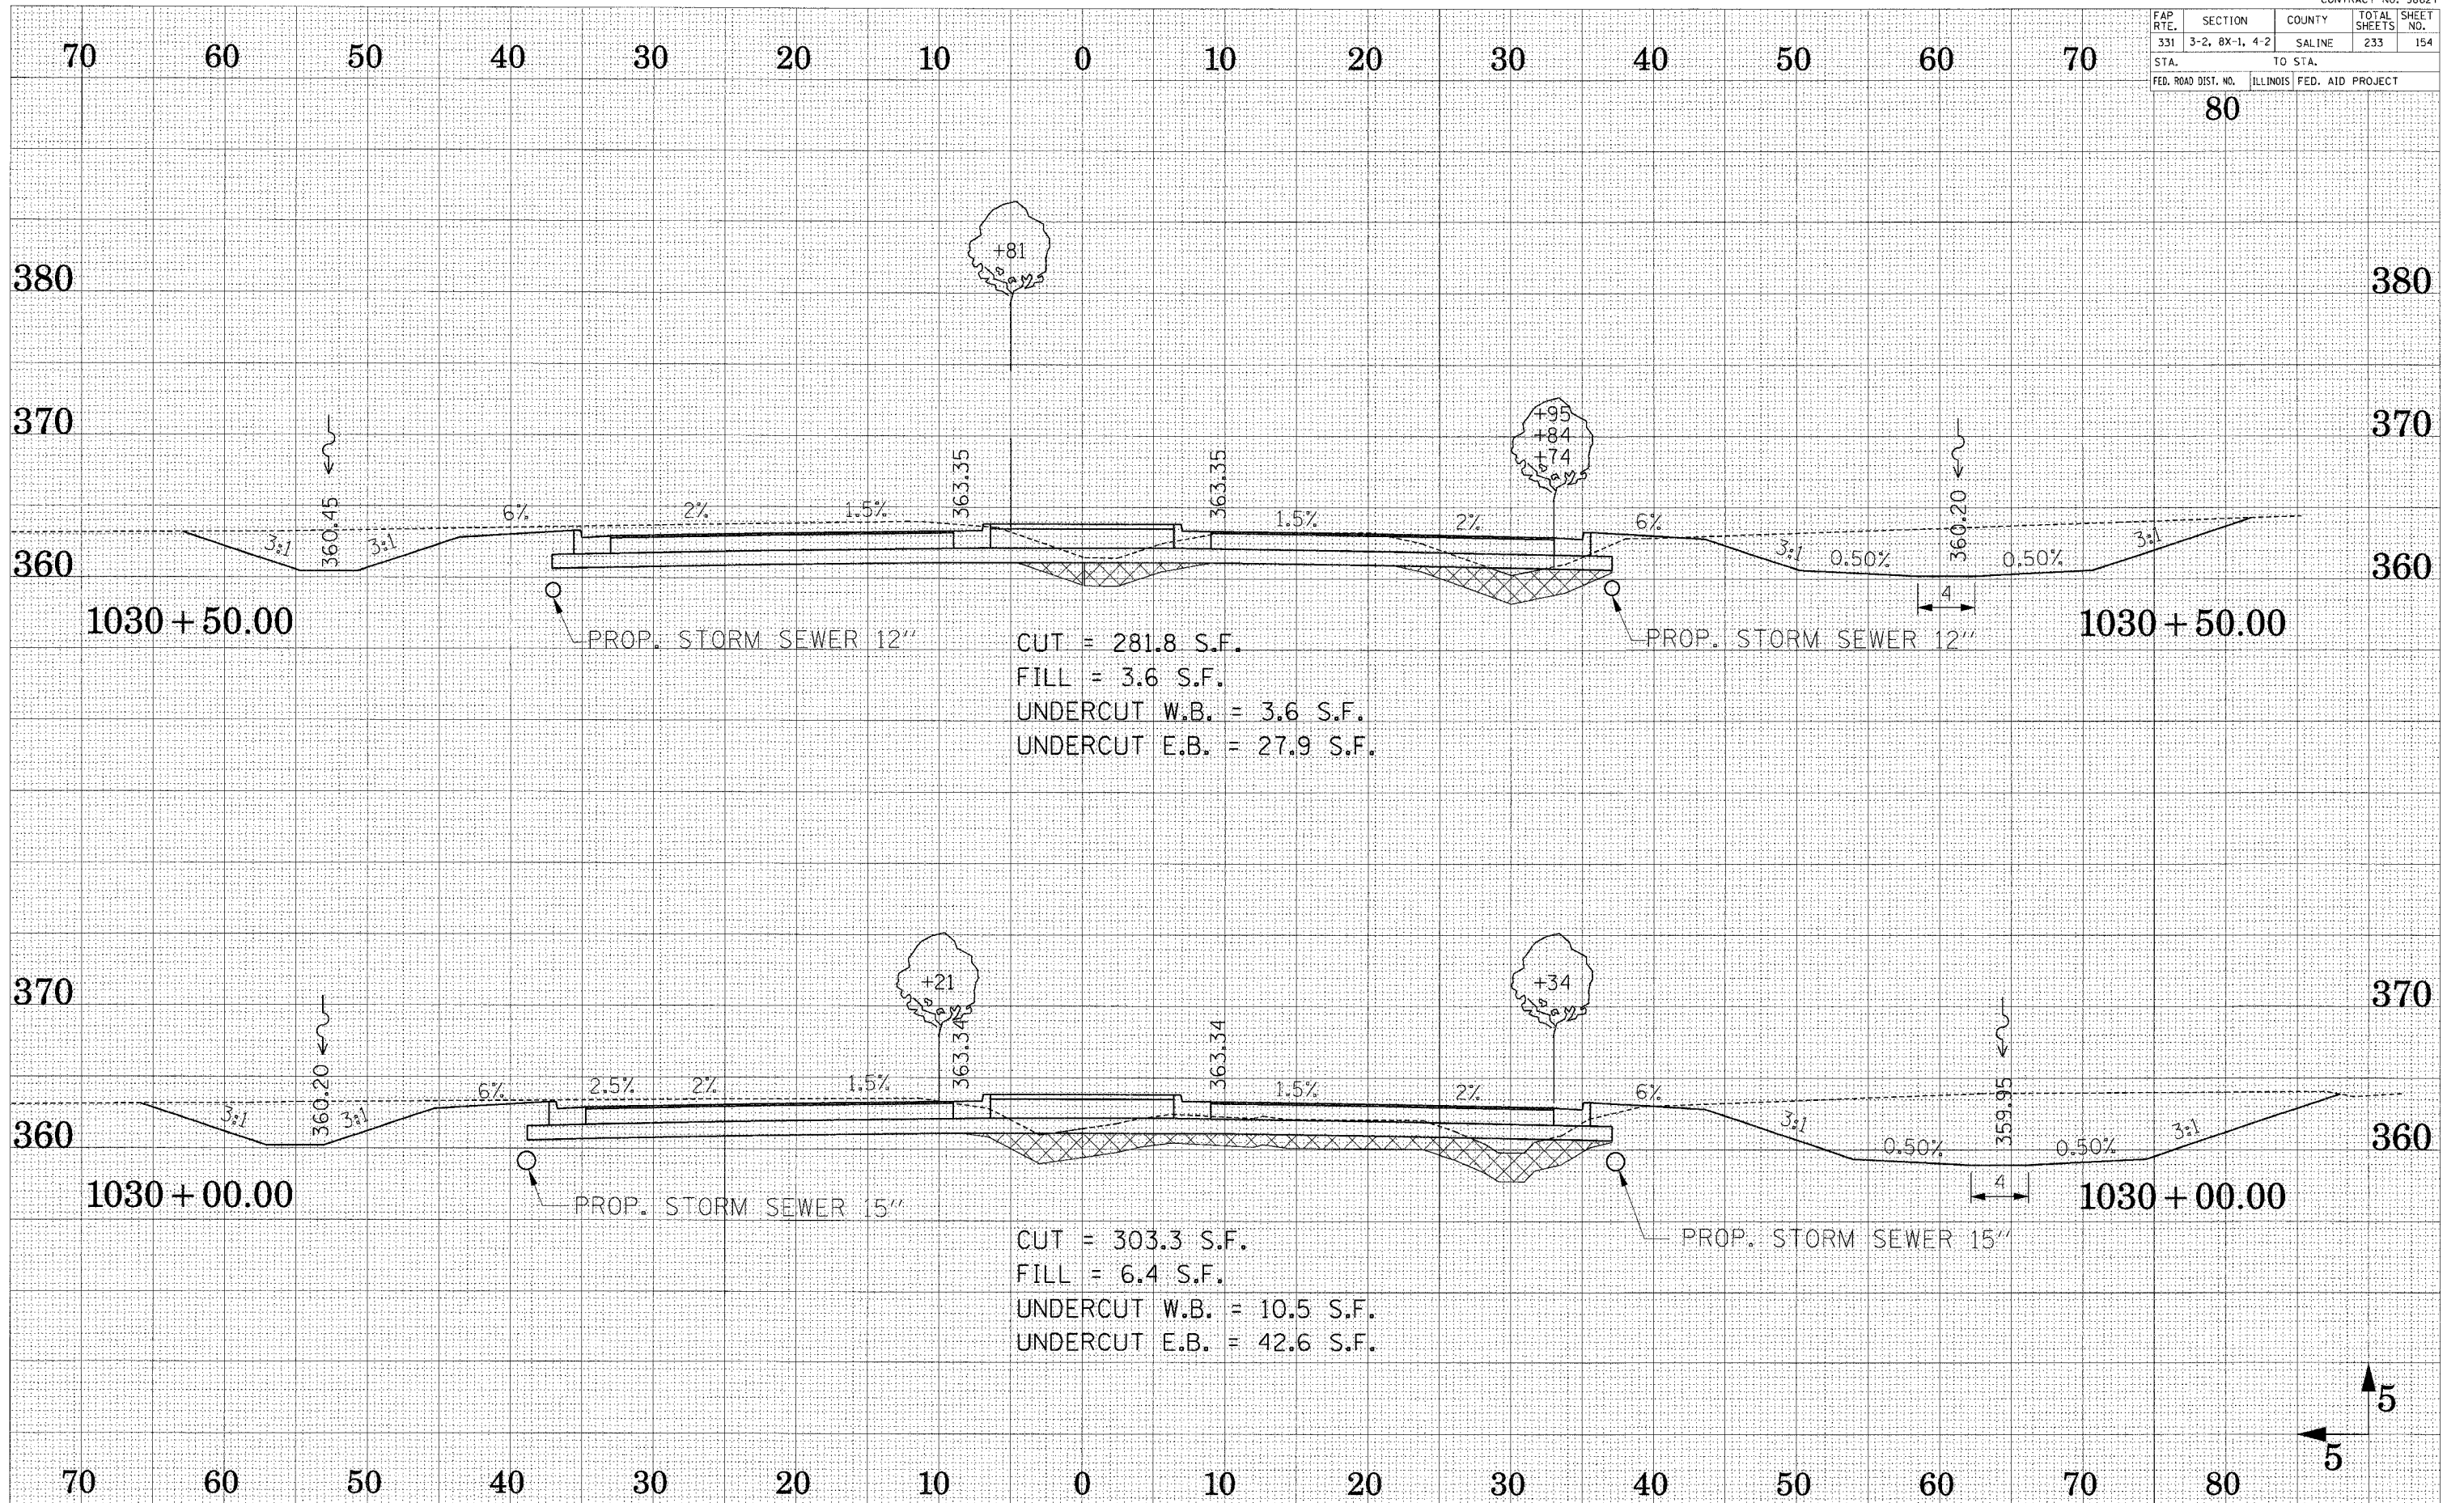 FAP RTE. SECTION COUNTY TOTAL SHEETS SHEET NO.
331 3-2, 8X-1, 4-2 SALINE 233 154
STA. TO STA.
FED. ROAD DIST. NO. ILLINOIS FED. AID PROJECT
70 60 50 40 30 20 10 0 10 20 30 40 50 60 70
80
+81
380 380
370 370
+95
+84
+74
360.45
363.35
363.35
360.20
6% 2% 1.5% 1.5% 2% 6%
3:1 3:1 3:1 0.50% 0.50% 3:1
360 360
4
1030+50.00 1030+50.00
PROP. STORM SEWER 12" PROP. STORM SEWER 12"
CUT = 281.8 S.F.
FILL = 3.6 S.F.
UNDERCUT W.B. = 3.6 S.F.
UNDERCUT E.B. = 27.9 S.F.
+21 +34
370 370
360.20
363.34
363.34
359.95
6% 2.5% 2% 1.5% 1.5% 2% 6%
3:1 3:1 3:1 0.50% 0.50% 3:1
360 360
4
1030+00.00 1030+00.00
PROP. STORM SEWER 15" PROP. STORM SEWER 15"
CUT = 303.3 S.F.
FILL = 6.4 S.F.
UNDERCUT W.B. = 10.5 S.F.
UNDERCUT E.B. = 42.6 S.F.
5
5
70 60 50 40 30 20 10 0 10 20 30 40 50 60 70 80